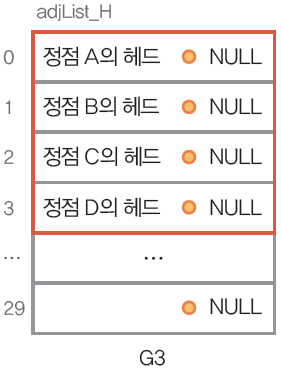 adjList_H
0 정점 A의 헤드 NULL
1 정점 B의 헤드 NULL
2 정점 C의 헤드 NULL
3 정점 D의 헤드 NULL
... ...
29 NULL
G3